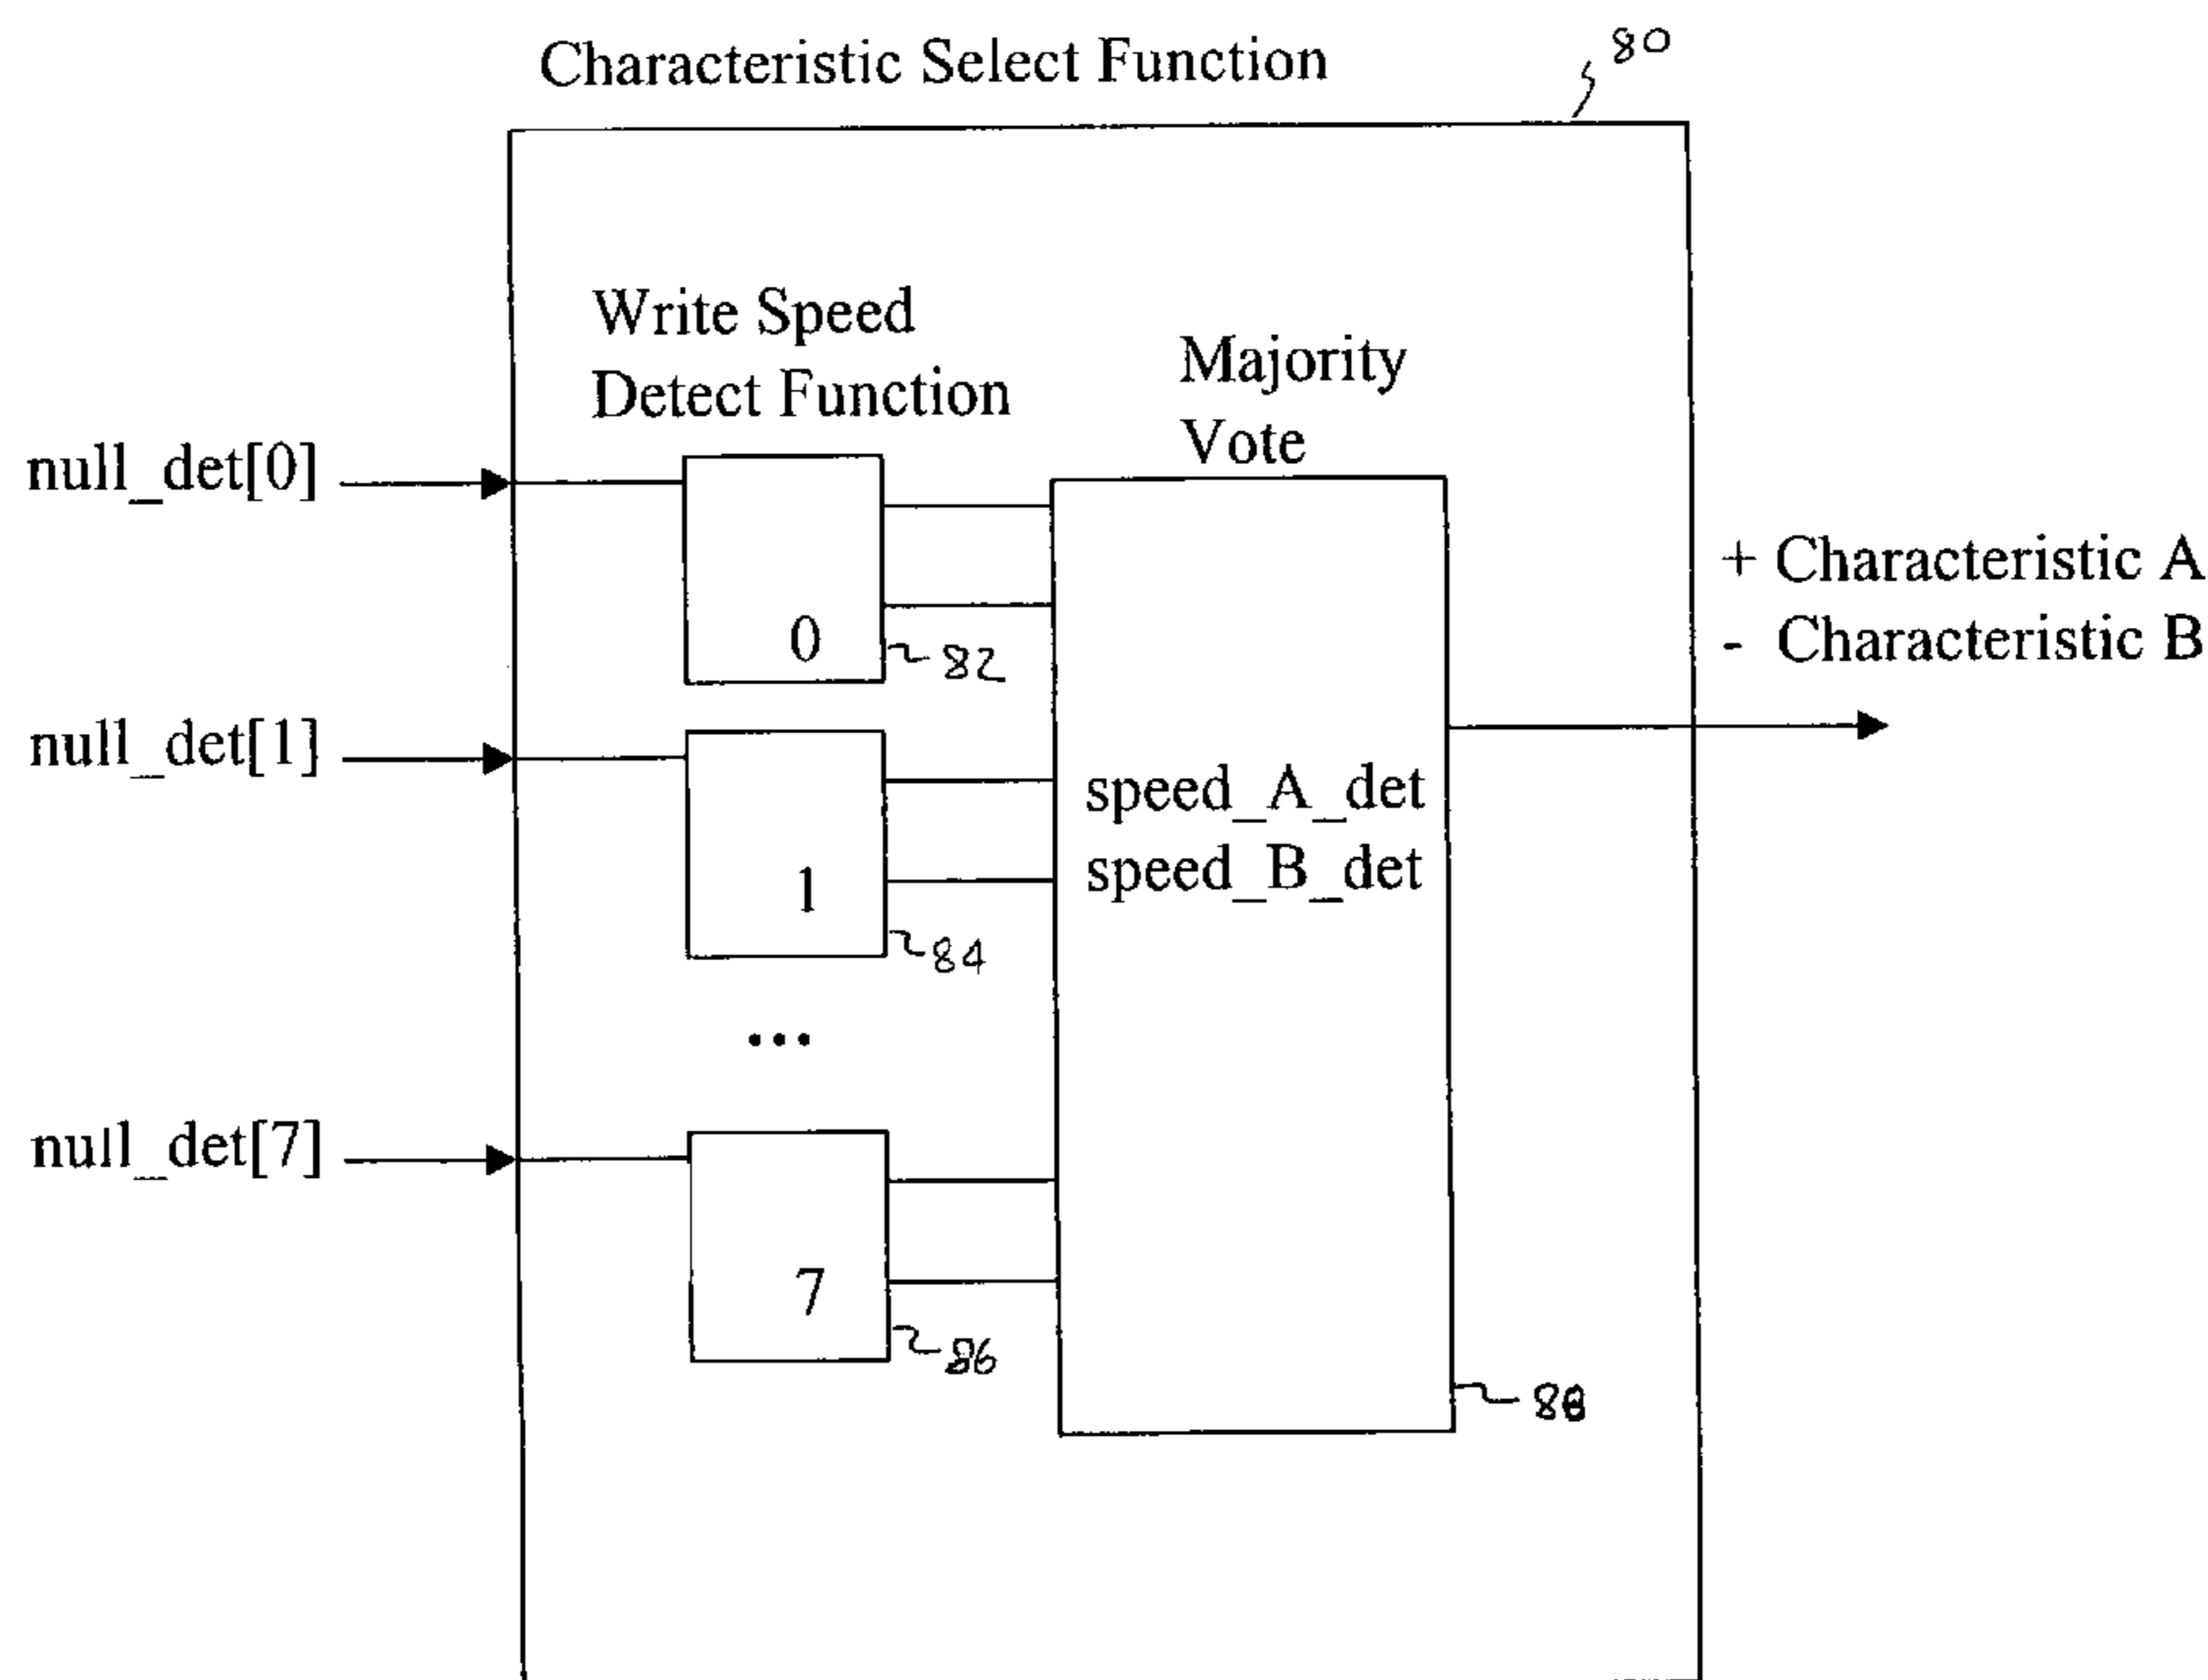 Characteristic Select Function
80
Write Speed
Detect Function
Majority
Vote
null_det[0]
+ Characteristic A
- Characteristic B
0
82
null_det[1]
speed_A_det
speed_B_det
1
84
...
null_det[7]
7
86